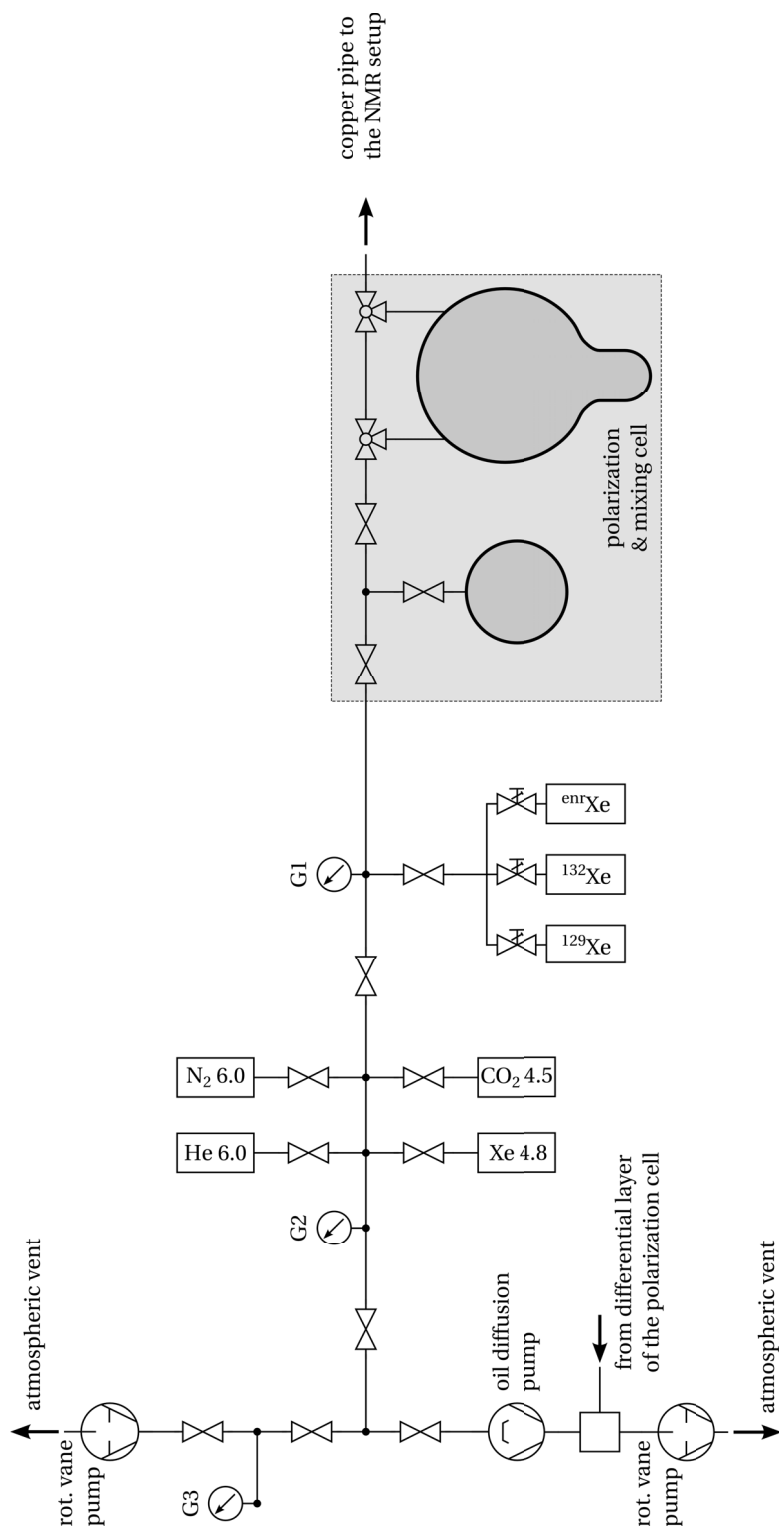 copper pipe to
the NMR setup
polarization
& mixing cell
G1
enrXe
132Xe
129Xe
N2 6.0
CO2 4.5
He 6.0
Xe 4.8
G2
from differential layer
of the polarization cell
oil diffusion
pump
atmospheric vent
atmospheric vent
rot. vane
pump
G3
rot. vane
pump